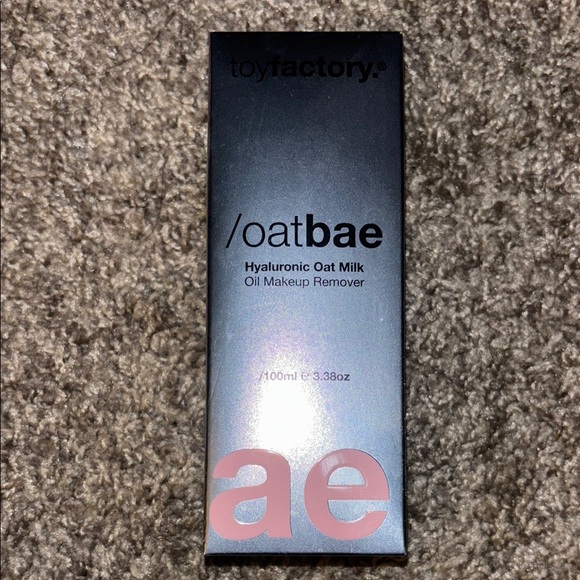 toyfactory.®
/oatbae
Hyaluronic Oat Milk
Oil Makeup Remover
/100ml ℮ 3.38oz
ae